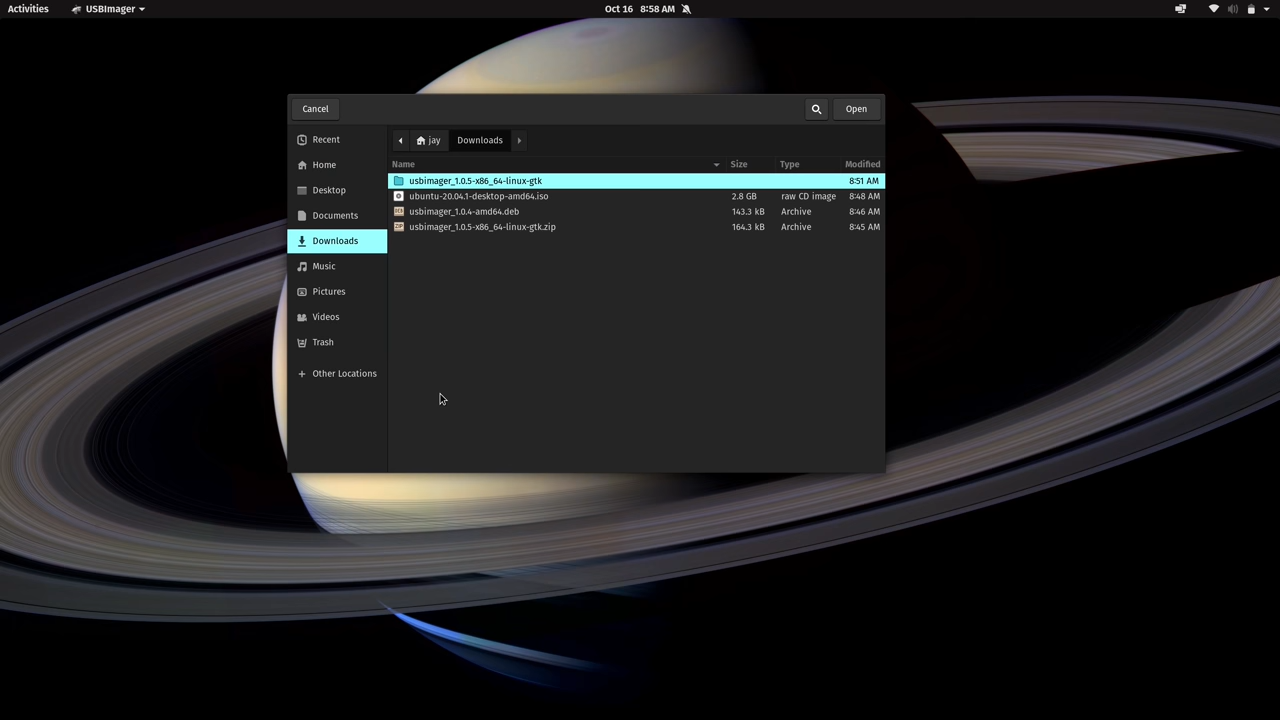 Activities USBImager Oct 16 8:58 AM
Cancel Open
Recent
Home
Desktop
Documents
Downloads
Music
Pictures
Videos
Trash
Other Locations
jay Downloads
Name Size Type Modified
usbimager_1.0.5-x86_64-linux-gtk 8:51 AM
ubuntu-20.04.1-desktop-amd64.iso 2.8 GB raw CD image 8:48 AM
usbimager_1.0.4-amd64.deb 143.3 kB Archive 8:46 AM
usbimager_1.0.5-x86_64-linux-gtk.zip 164.3 kB Archive 8:45 AM